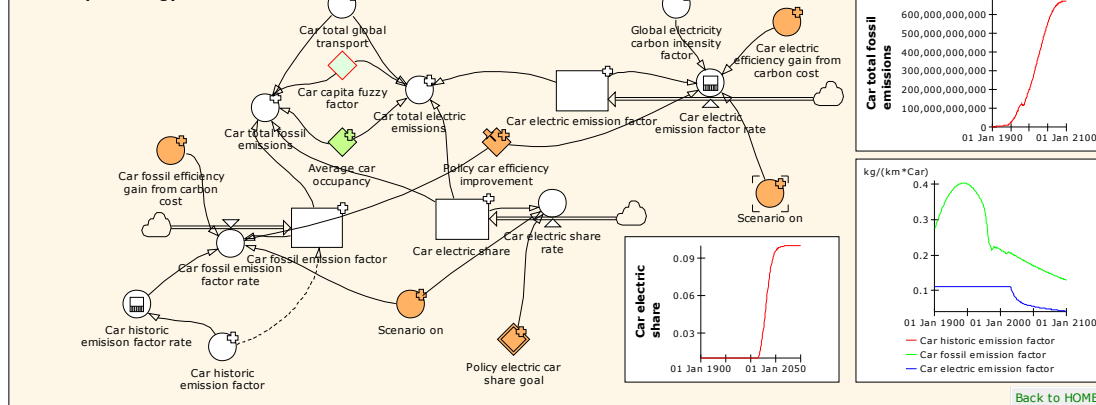 Car total global
transport
Global electricity
carbon intensity
factor
Car electric
efficiency gain from
carbon cost
Car capita fuzzy
factor
Car total fossil
emissions
Car total electric
emissions
Car electric emission factor
Car electric
emission factor rate
Car fossil efficiency
gain from carbon
cost
Average car
occupancy
Policy car efficiency
improvement
Scenario on
Car fossil emission
factor rate
Car fossil emission factor
Car electric share
Car electric share
rate
Car historic
emisison factor rate
Scenario on
Car historic
emission factor
Policy electric car
share goal
Car electric
share
0.09
0.06
0.03
01 Jan 1900
01 Jan 2050
Car total fossil
emissions
600,000,000,000
500,000,000,000
400,000,000,000
300,000,000,000
200,000,000,000
100,000,000,000
0
01 Jan 1900
01 Jan 2100
kg/(km*Car)
0.4
0.3
0.2
0.1
01 Jan 1900
01 Jan 2000
01 Jan 2100
Car historic emission factor
Car fossil emission factor
Car electric emission factor
Back to HOME